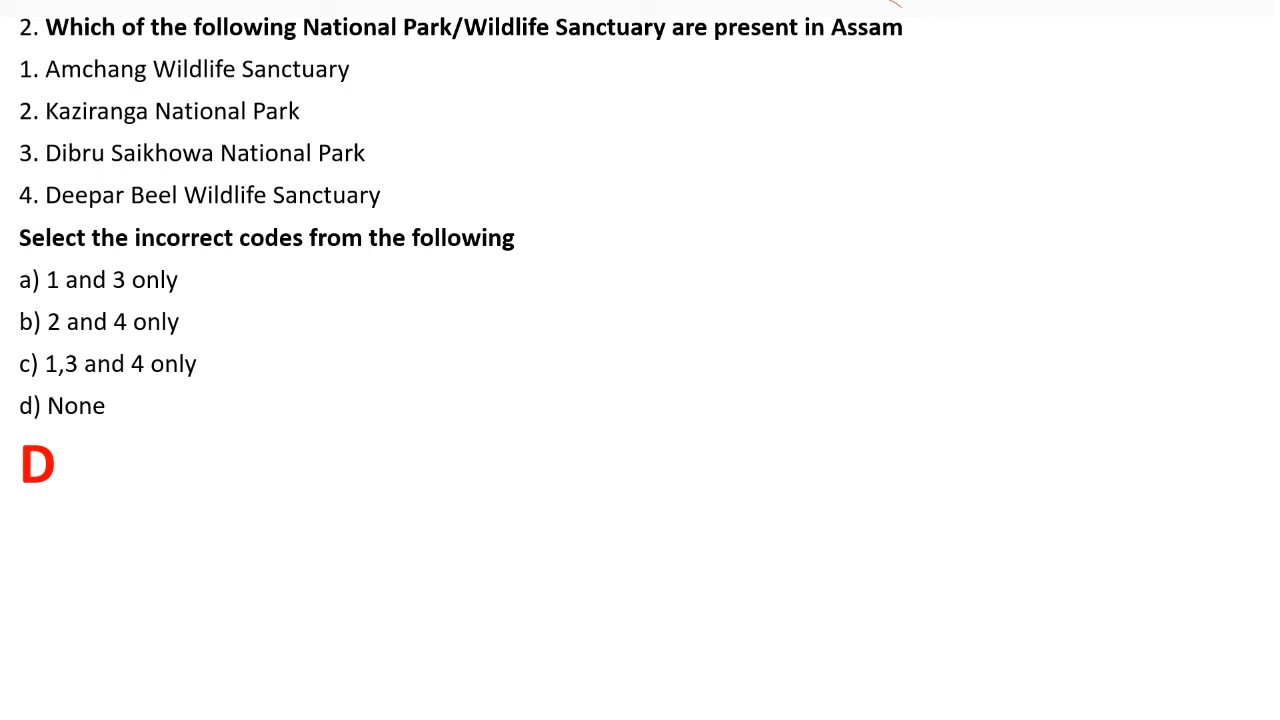 2. Which of the following National Park/Wildlife Sanctuary are present in Assam
1. Amchang Wildlife Sanctuary
2. Kaziranga National Park
3. Dibru Saikhowa National Park
4. Deepar Beel Wildlife Sanctuary
Select the incorrect codes from the following
a) 1 and 3 only
b) 2 and 4 only
c) 1,3 and 4 only
d) None
D